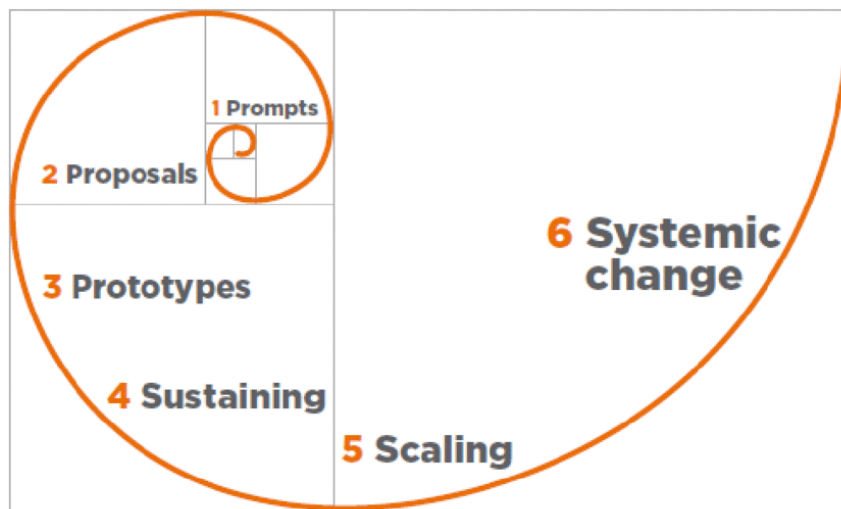 1 Prompts
2 Proposals
3 Prototypes
4 Sustaining
5 Scaling
6 Systemic
change